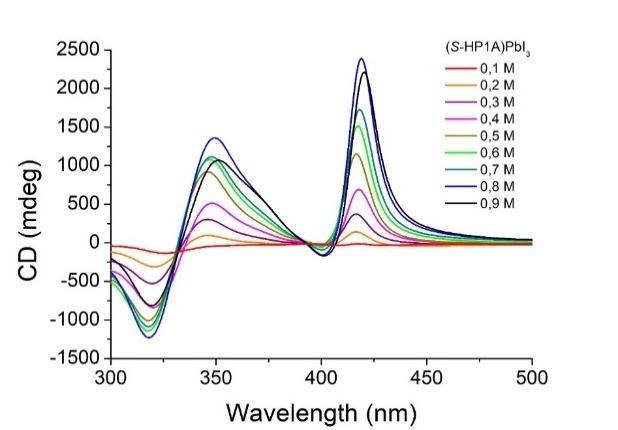 (S-HP1A)PbI3
0,1 M
0,2 M
0,3 M
0,4 M
0,5 M
0,6 M
0,7 M
0,8 M
0,9 M
CD (mdeg)
2500
2000
1500
1000
500
0
-500
-1000
-1500
300 350 400 450 500
Wavelength (nm)